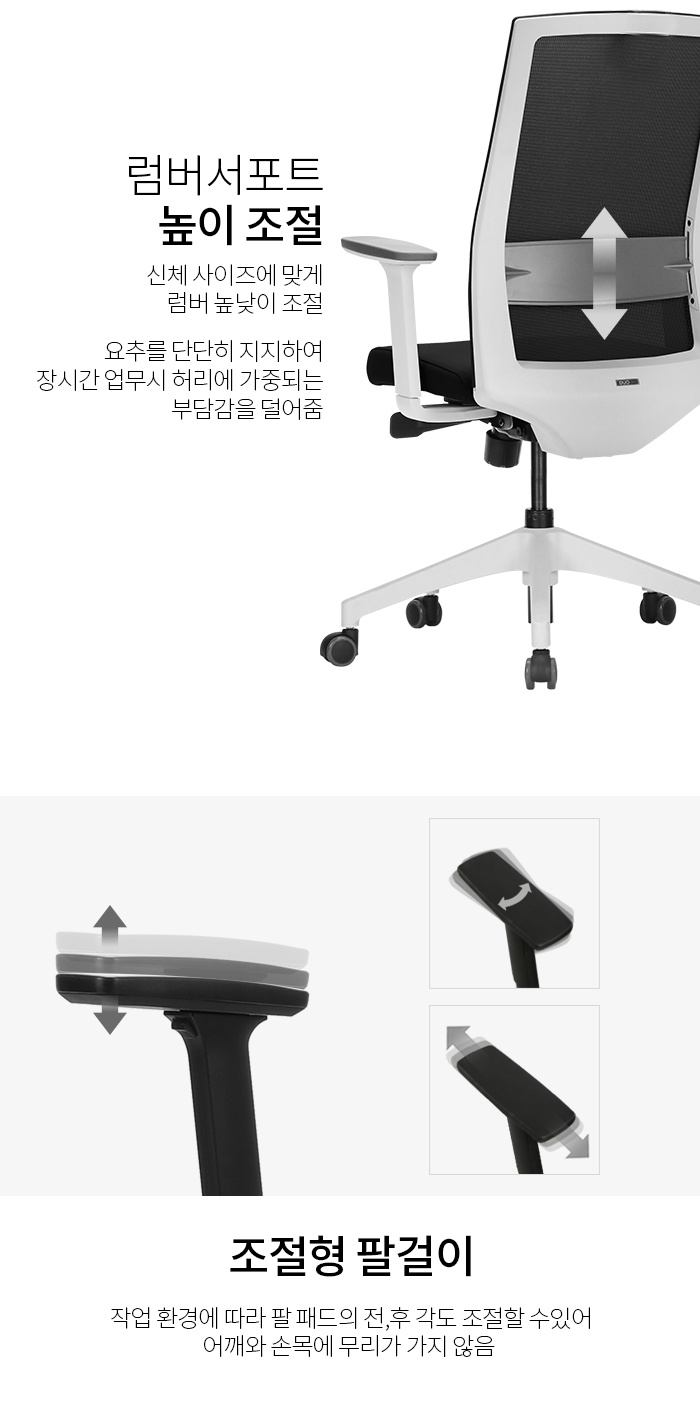 럼버서포트
높이 조절
신체 사이즈에 맞게
럼버 높낮이 조절
요추를 단단히 지지하여
장시간 업무시 허리에 가중되는
부담감을 덜어줌
DUO
조절형 팔걸이
작업 환경에 따라 팔 패드의 전,후 각도 조절할 수있어
어깨와 손목에 무리가 가지 않음